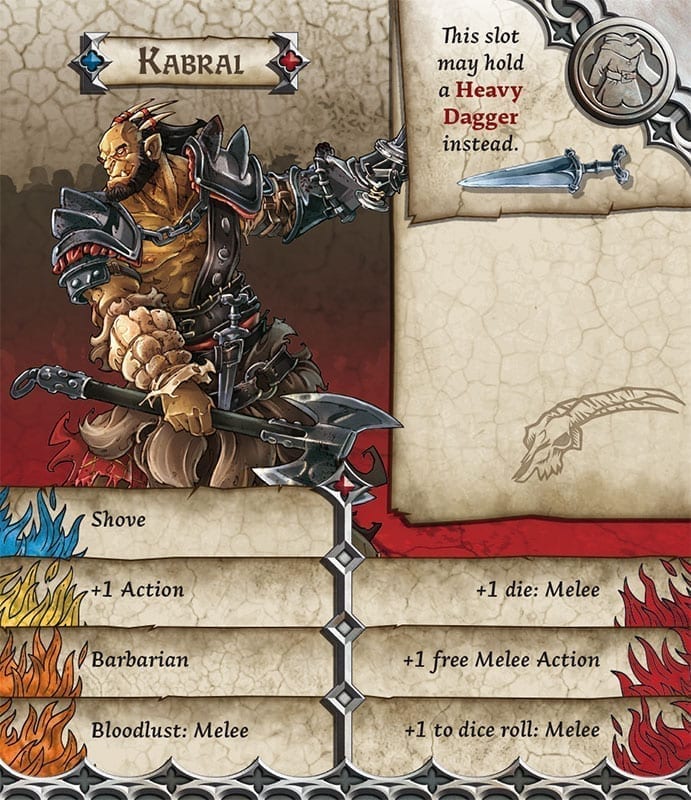 Kabral
This slot
may hold
a Heavy
Dagger
instead.
Shove
+1 Action
Barbarian
Bloodlust: Melee
+1 die: Melee
+1 free Melee Action
+1 to dice roll: Melee